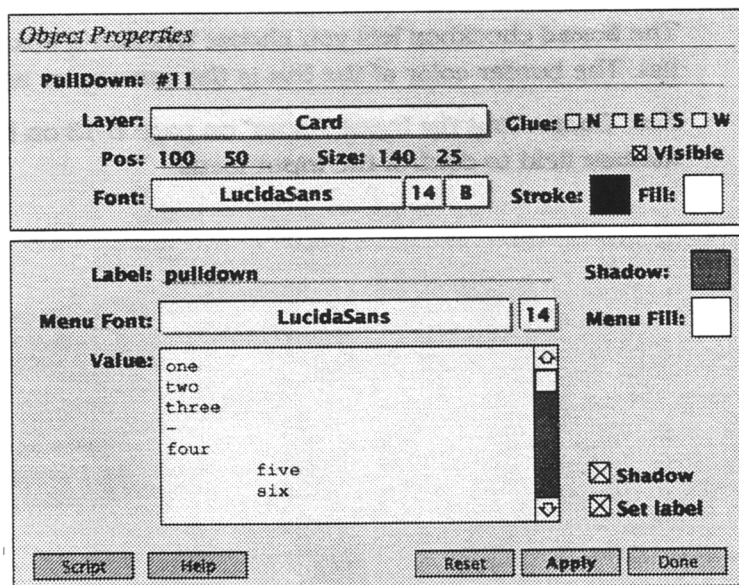 Object Properties
PullDown: #11
Layer: Card Glue: N E S W
Pos: 100 50 Size: 140 25 Visible
Font: LucidaSans 14 B Stroke: Fill:
Label: pulldown Shadow:
Menu Font: LucidaSans 14 Menu Fill:
Value:
one
two
three
-
four
five
six
Shadow
Set label
Script Help Reset Apply Done